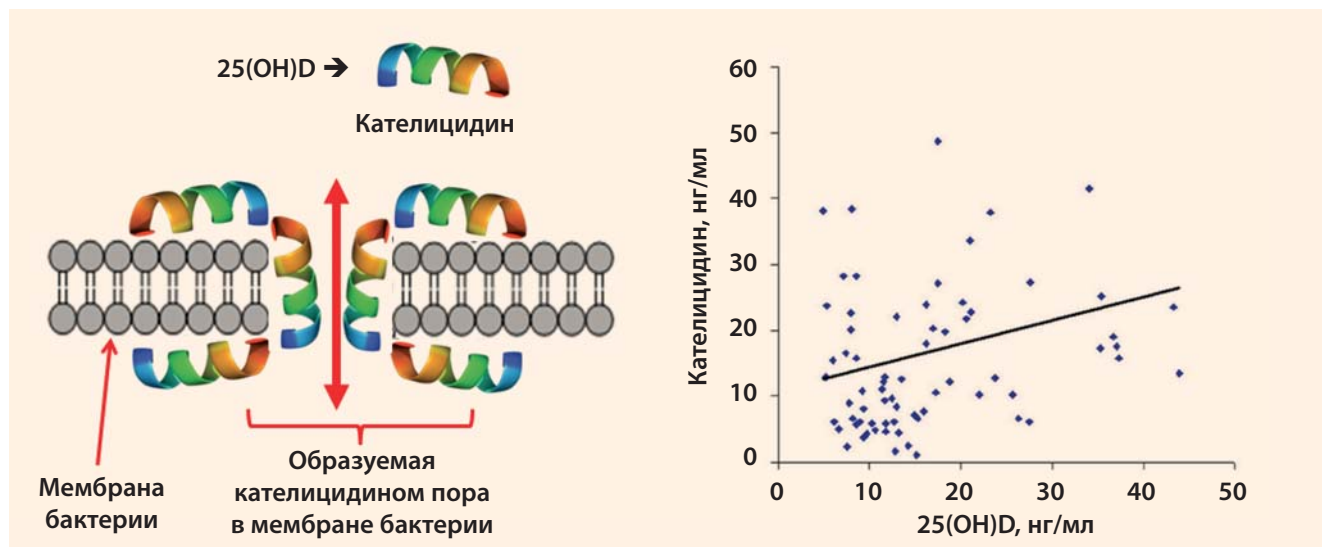 25(OH)D ➔
Кателицидин
Мембрана
бактерии
Образуемая
кателицидином пора
в мембране бактерии
Кателицидин, нг/мл
60
50
40
30
20
10
0
0 10 20 30 40 50
25(OH)D, нг/мл